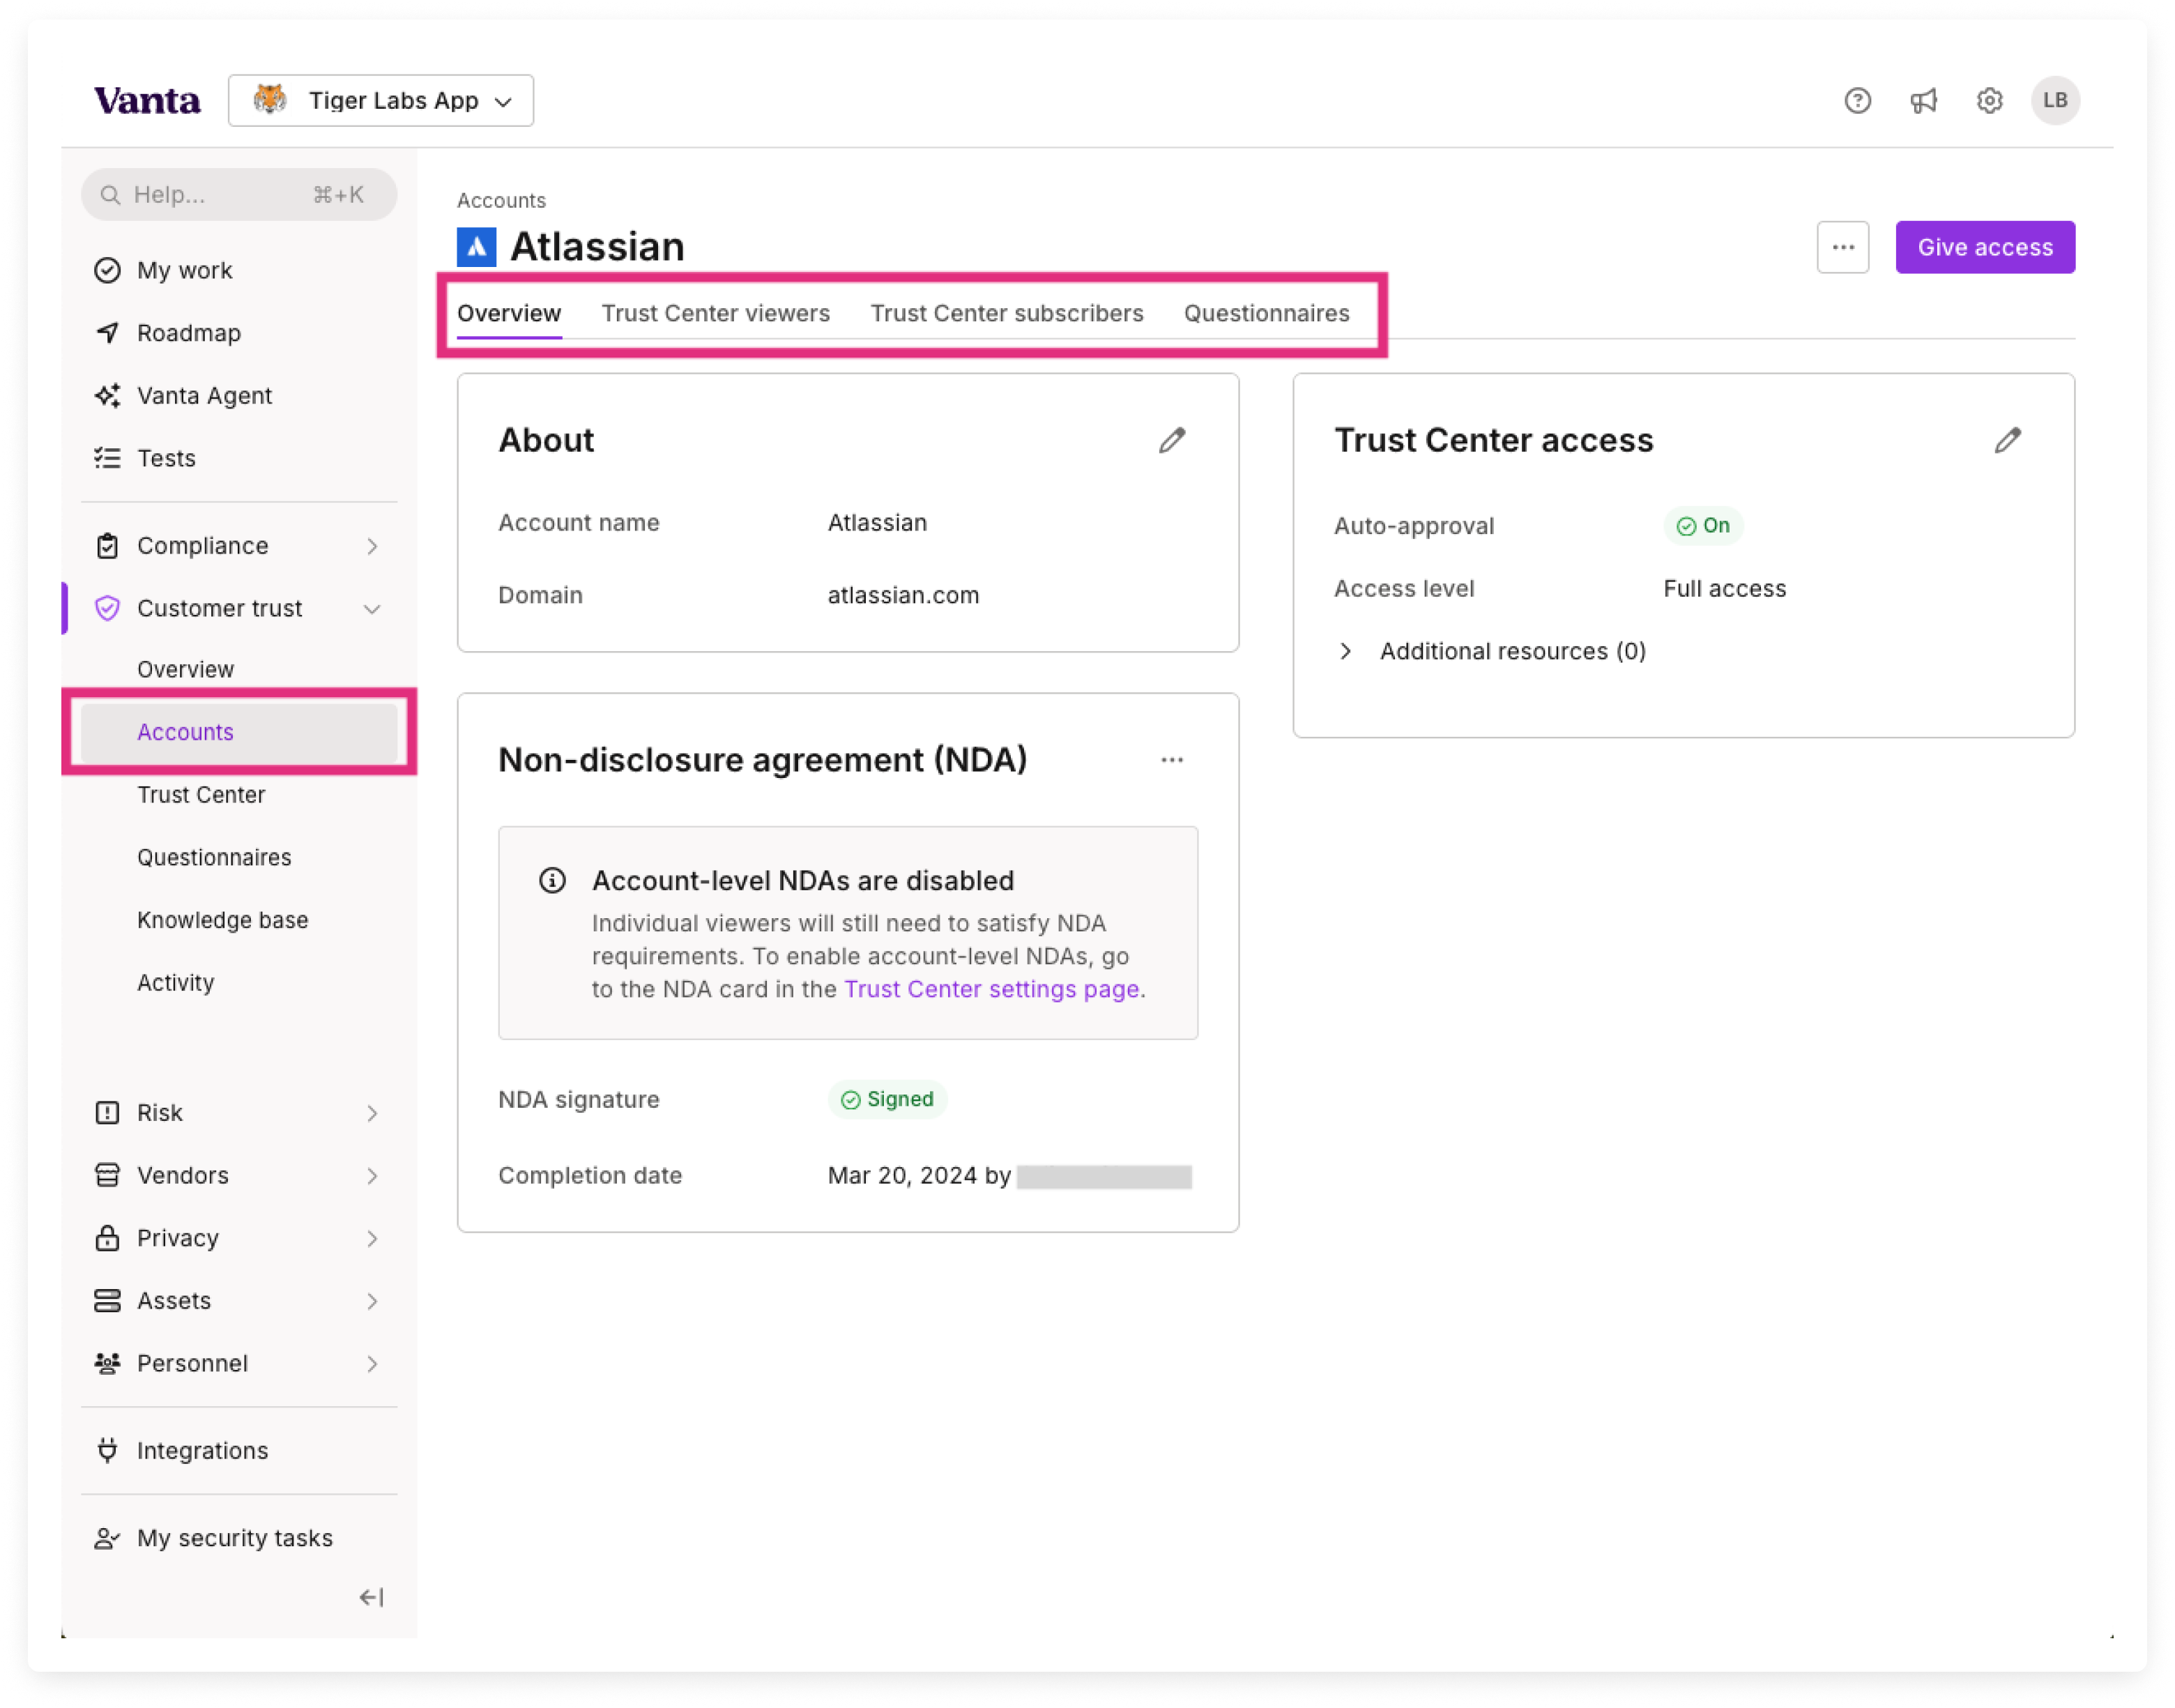 Vanta
Tiger Labs App
LB
Help... ⌘+K
My work
Roadmap
Vanta Agent
Tests
Compliance
Customer trust
Overview
Accounts
Trust Center
Questionnaires
Knowledge base
Activity
Risk
Vendors
Privacy
Assets
Personnel
Integrations
My security tasks
Accounts
Atlassian
Give access
Overview Trust Center viewers Trust Center subscribers Questionnaires
About
Account name Atlassian
Domain atlassian.com
Trust Center access
Auto-approval On
Access level Full access
Additional resources (0)
Non-disclosure agreement (NDA)
Account-level NDAs are disabled
Individual viewers will still need to satisfy NDA
requirements. To enable account-level NDAs, go
to the NDA card in the Trust Center settings page.
NDA signature Signed
Completion date Mar 20, 2024 by